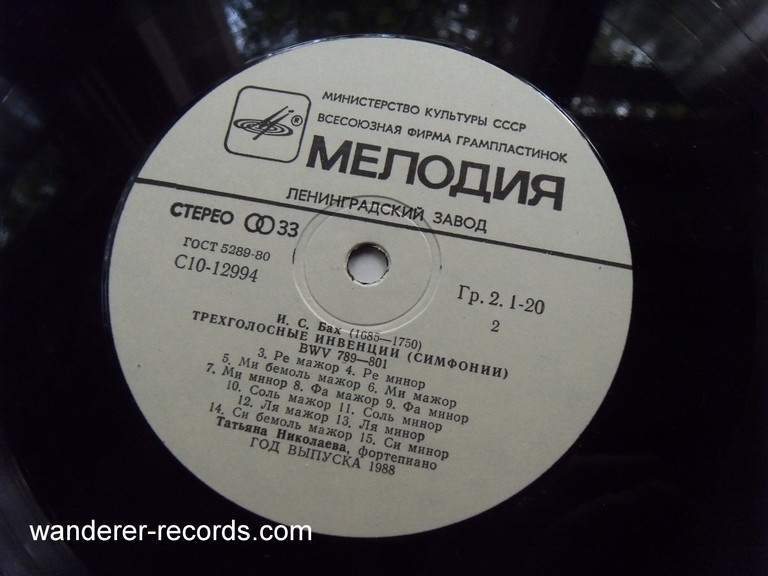 МИНИСТЕРСТВО КУЛЬТУРЫ СССР
ВСЕСОЮЗНАЯ ФИРМА ГРАМПЛАСТИНОК
®
МЕЛОДИЯ
ЛЕНИНГРАДСКИЙ ЗАВОД
СТЕРЕО 33
ГОСТ 5289-80
С10-12994
Гр. 2. 1-20
2
И. С. Бах (1685—1750)
ТРЕХГОЛОСНЫЕ ИНВЕНЦИИ (СИМФОНИИ)
BWV 789—801
3. Ре мажор 4. Ре минор
5. Ми бемоль мажор 6. Ми мажор
7. Ми минор 8. Фа мажор 9. Фа минор
10. Соль мажор 11. Соль минор
12. Ля мажор 13. Ля минор
14. Си бемоль мажор 15. Си минор
Татьяна Николаева, фортепиано
ГОД ВЫПУСКА 1988
wanderer-records.com